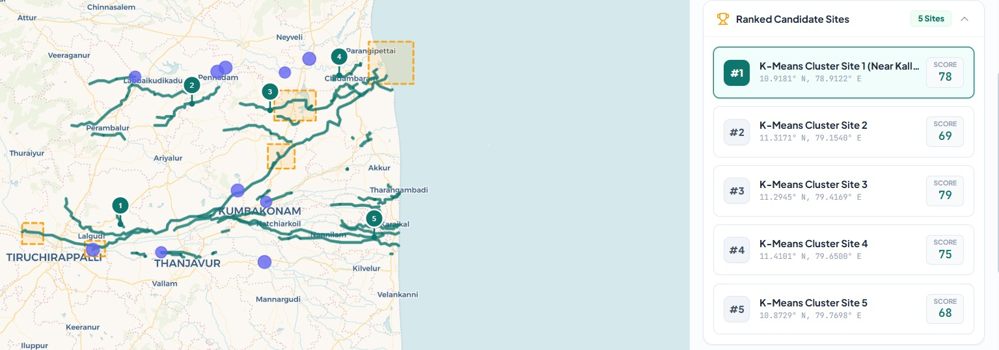 Chinnasalem
Attur
Neyveli
Parangipettai
Veeraganur
4
Chidambaram
Labbaikudikadu
Pennadam
2
3
Perambalur
Thuraiyur
Ariyalur
Akkur
Tharangambadi
1
KUMBAKONAM
5
Natchiarkoil
Karaikal
Lalgudi
Nannilam
TIRUCHIRAPPALLI
THANJAVUR
Kilvelur
Vallam
Velankanni
Mannargudi
Keeranur
Iluppur
Ranked Candidate Sites
5 Sites
#1
K-Means Cluster Site 1 (Near Kall...
10.9181° N, 78.9122° E
SCORE
78
#2
K-Means Cluster Site 2
11.3171° N, 79.1540° E
SCORE
69
#3
K-Means Cluster Site 3
11.2945° N, 79.4169° E
SCORE
79
#4
K-Means Cluster Site 4
11.4101° N, 79.6500° E
SCORE
75
#5
K-Means Cluster Site 5
10.8729° N, 79.7698° E
SCORE
68